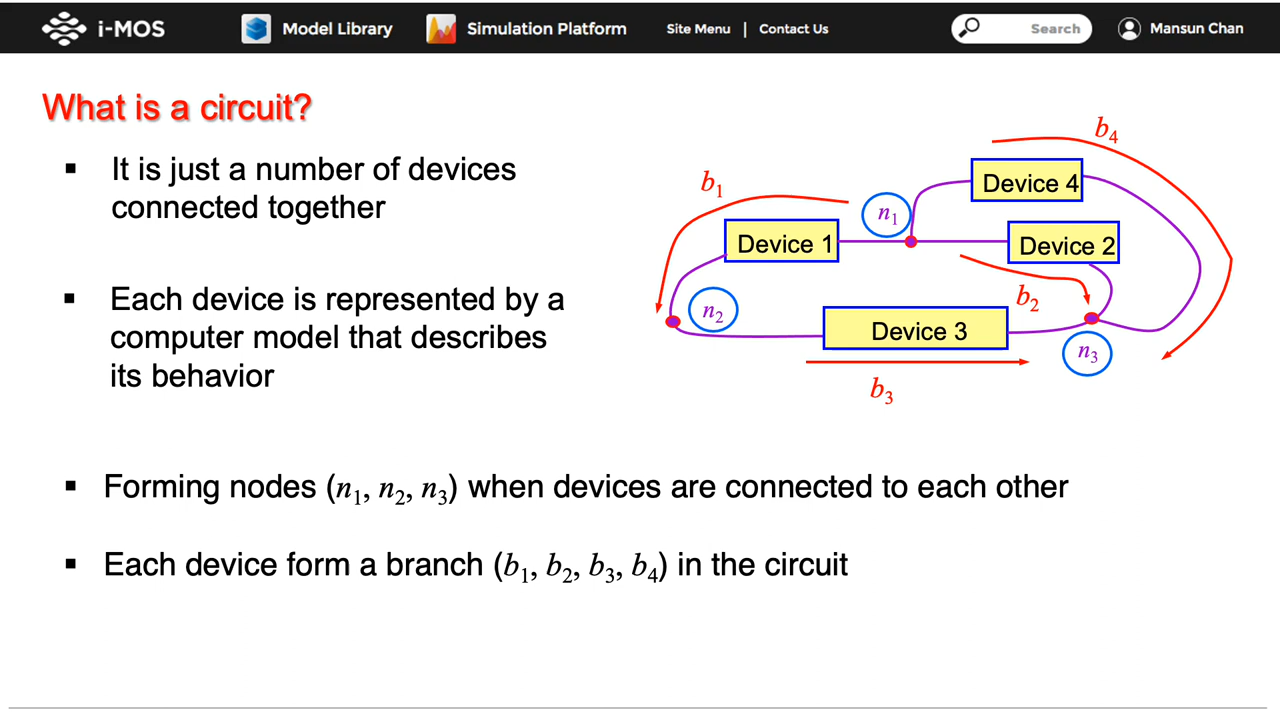 i-MOS Model Library Simulation Platform Site Menu | Contact Us Search Mansun Chan
What is a circuit?
▪ It is just a number of devices
connected together
▪ Each device is represented by a
computer model that describes
its behavior
b4
Device 4
b1
n1
Device 1
Device 2
b2
n2
Device 3
n3
b3
▪ Forming nodes (n1, n2, n3) when devices are connected to each other
▪ Each device form a branch (b1, b2, b3, b4) in the circuit